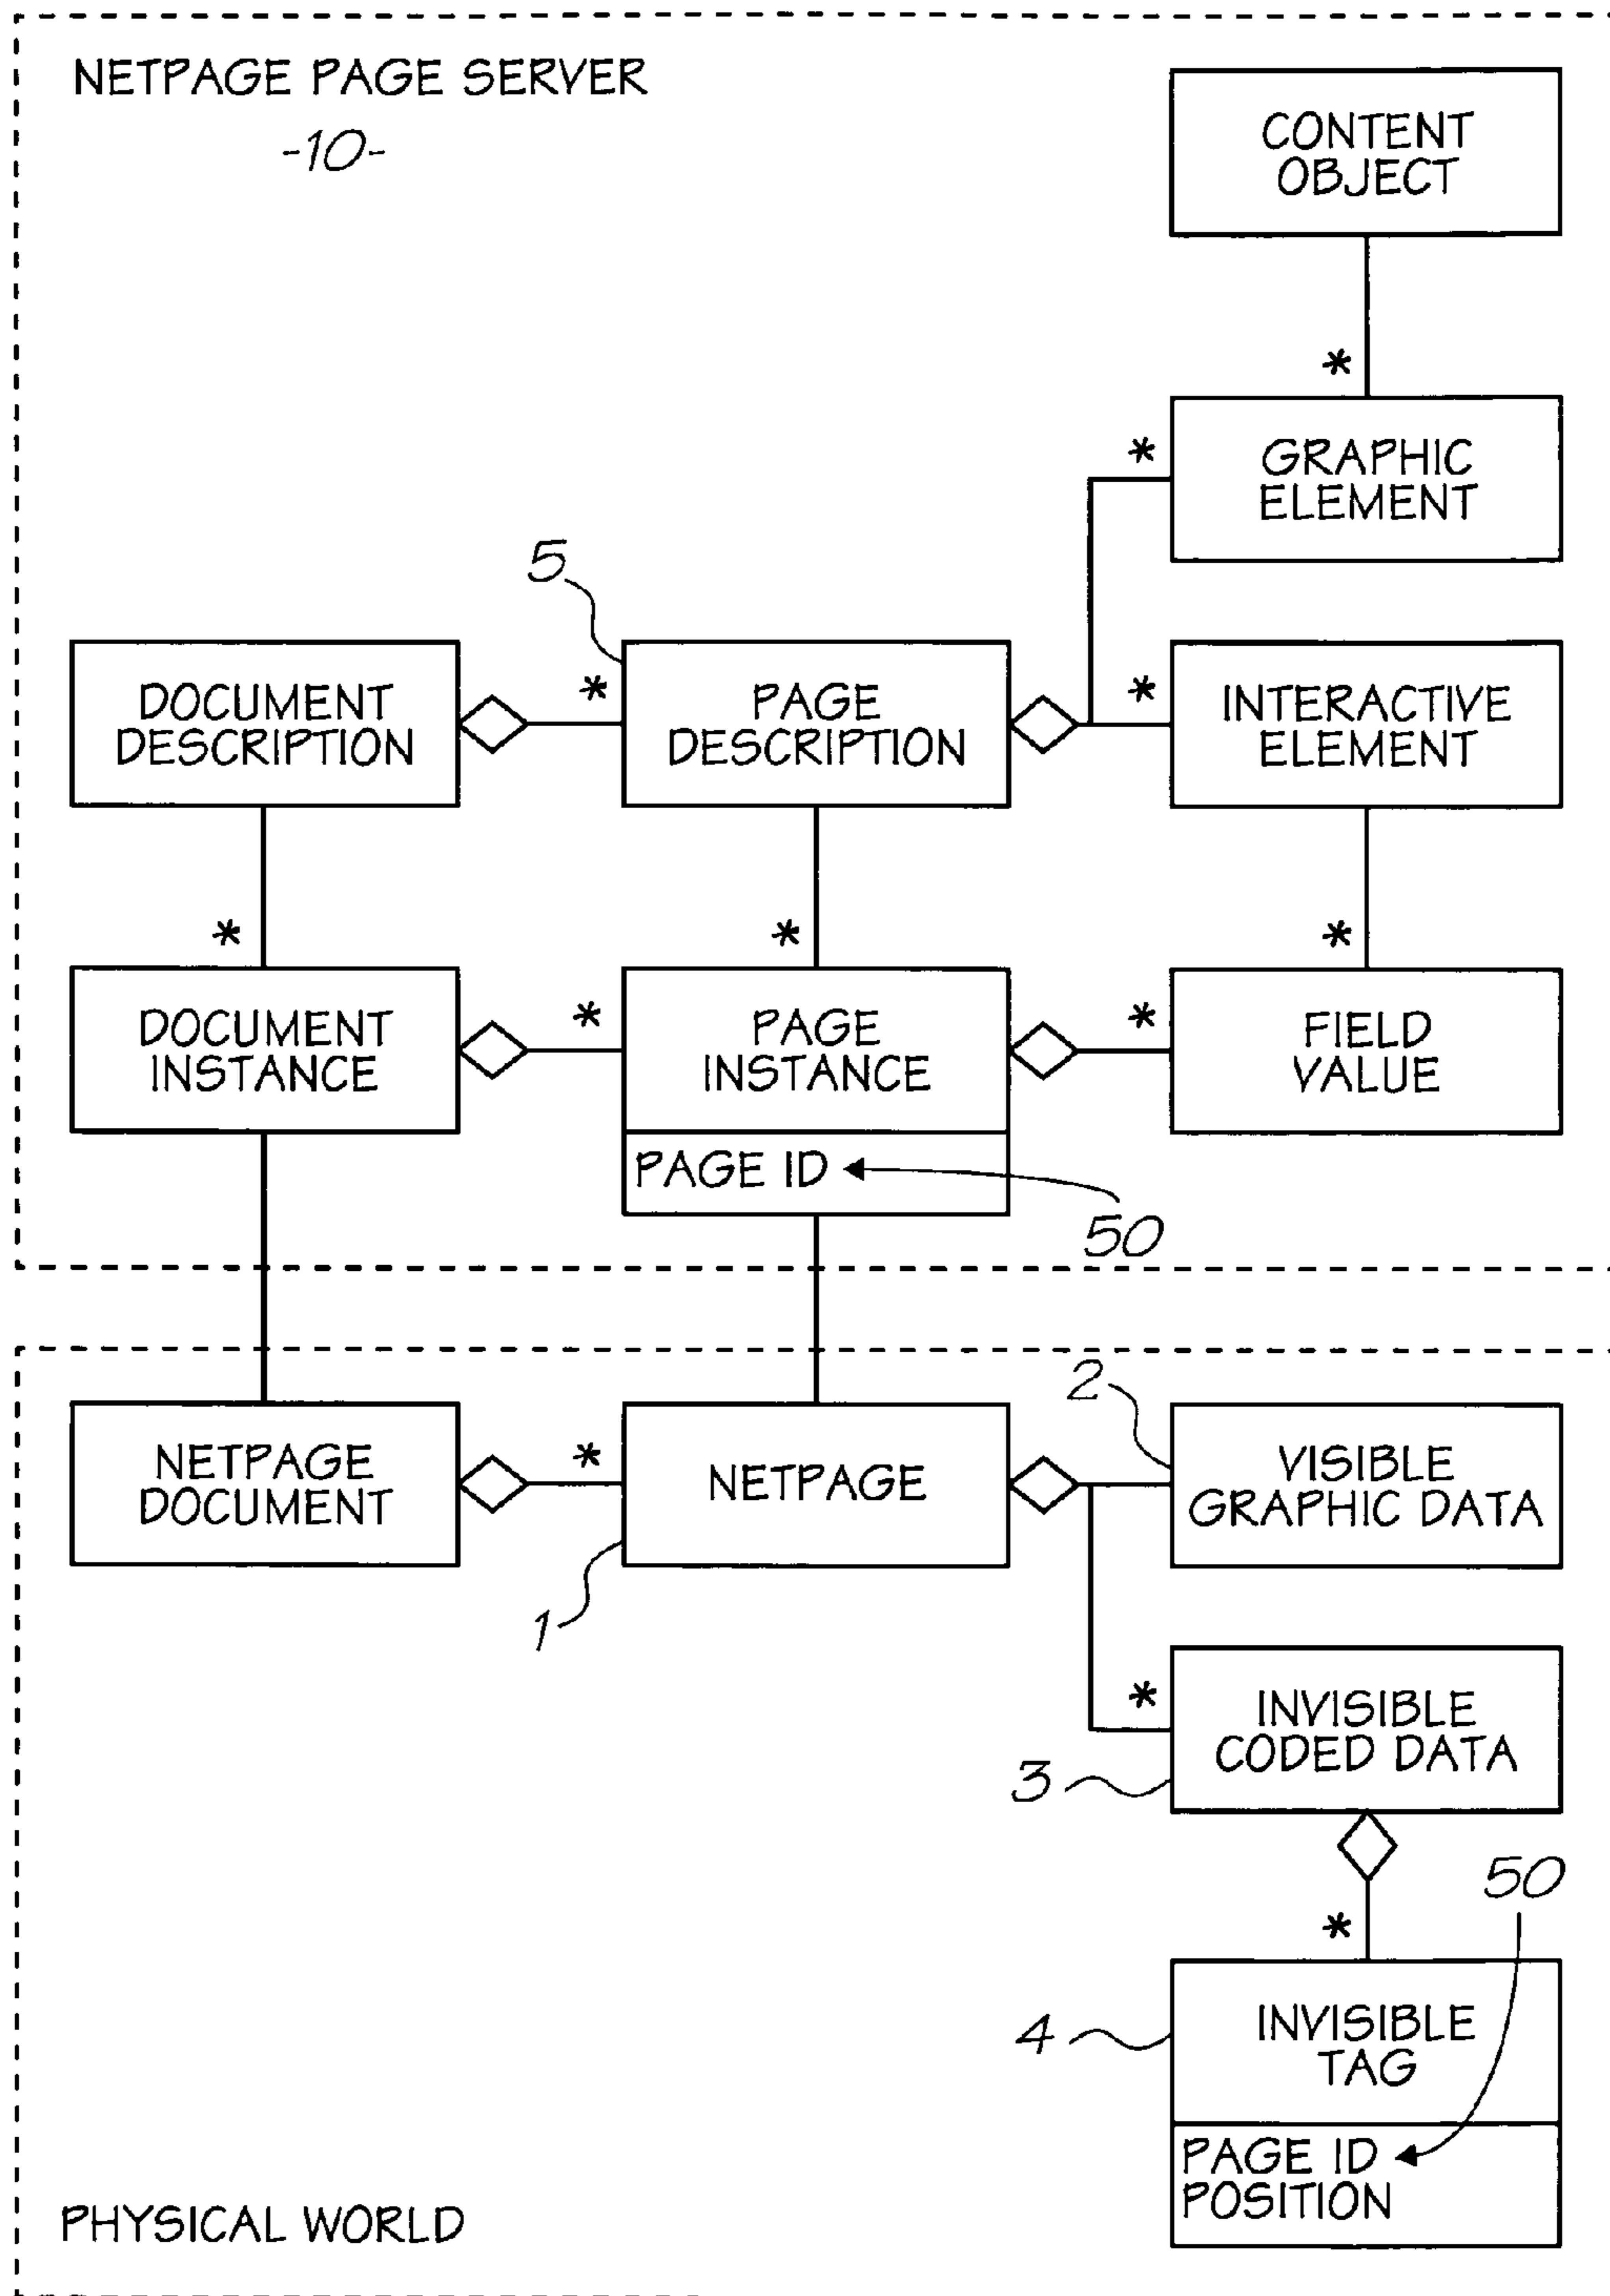 NETPAGE PAGE SERVER
-10-
CONTENT
OBJECT
*
*
GRAPHIC
ELEMENT
5
DOCUMENT
DESCRIPTION
*
PAGE
DESCRIPTION
*
INTERACTIVE
ELEMENT
*
*
*
DOCUMENT
INSTANCE
*
PAGE
INSTANCE
*
FIELD
VALUE
PAGE ID
50
NETPAGE
DOCUMENT
*
NETPAGE
1
2
VISIBLE
GRAPHIC DATA
*
INVISIBLE
CODED DATA
3
*
50
4
INVISIBLE
TAG
PAGE ID
POSITION
PHYSICAL WORLD